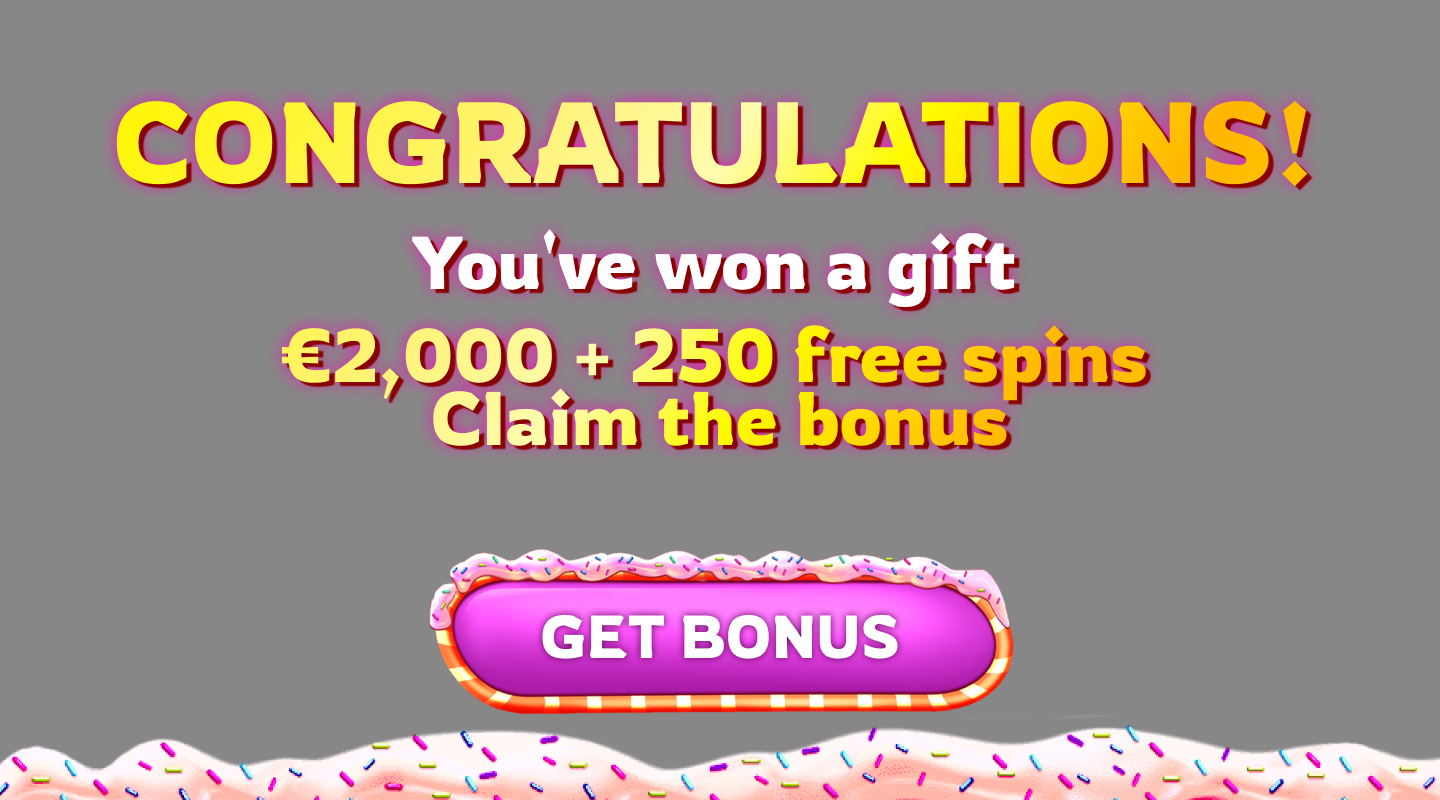 CONGRATULATIONS!
You've won a gift
€2,000 + 250 free spins
Claim the bonus
GET BONUS